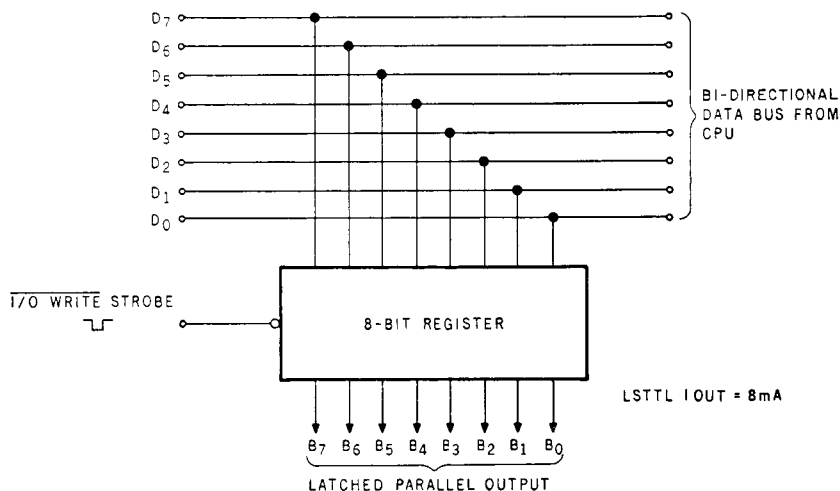 D7
D6
D5
D4
D3
D2
D1
D0
BI-DIRECTIONAL
DATA BUS FROM
CPU
I/O WRITE STROBE
8-BIT REGISTER
LSTTL IOUT = 8mA
B7 B6 B5 B4 B3 B2 B1 B0
LATCHED PARALLEL OUTPUT